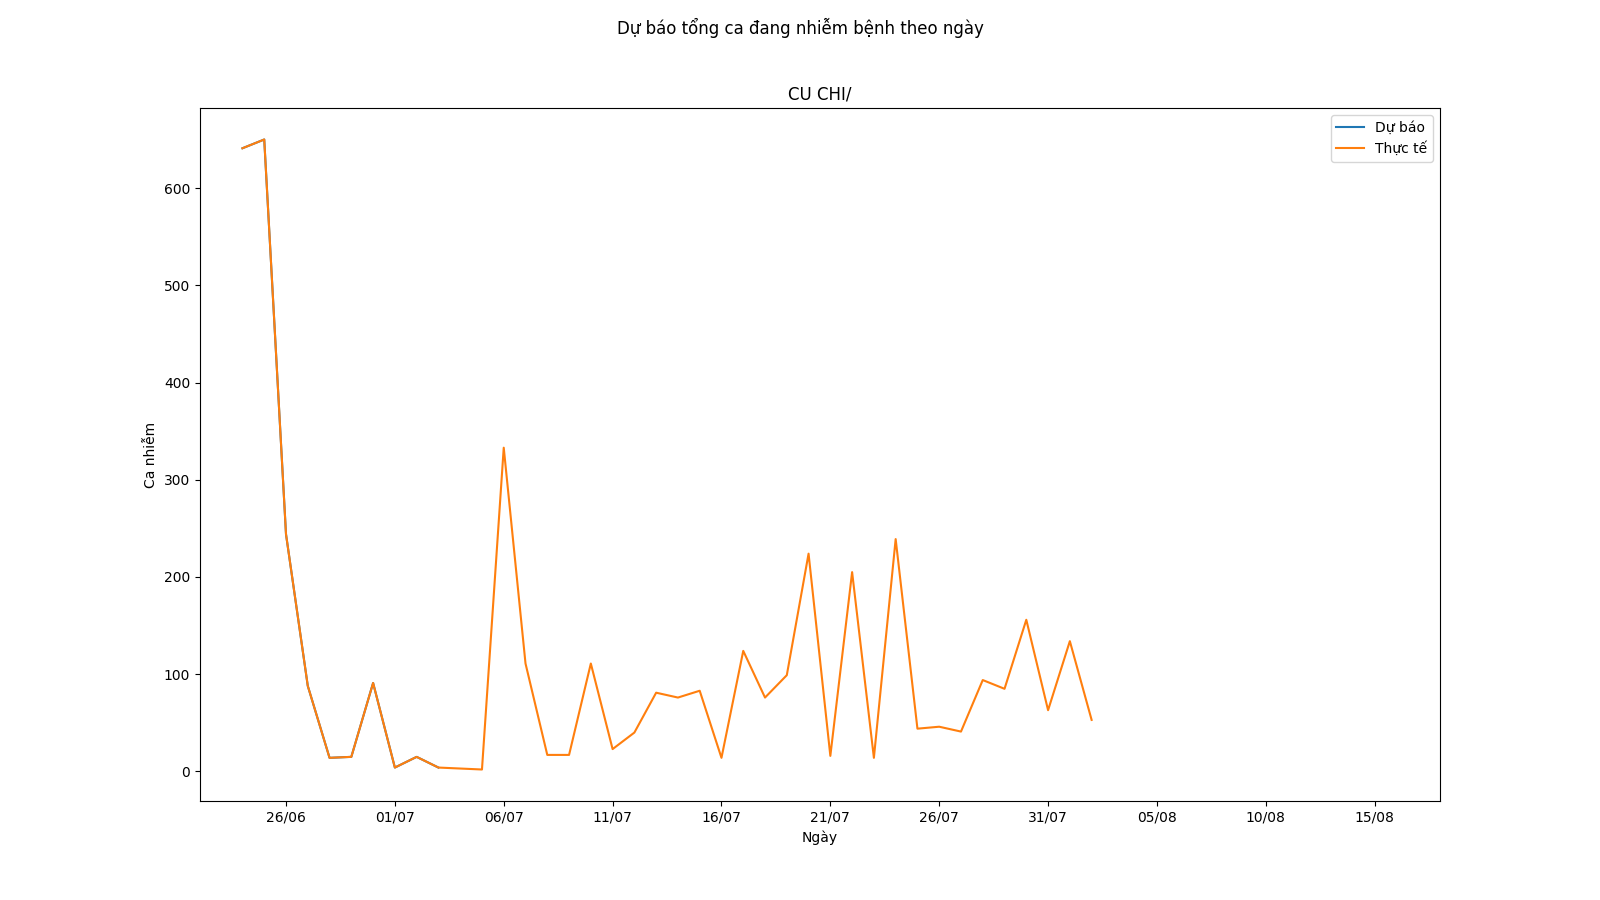 Dự báo tổng ca đang nhiễm bệnh theo ngày
CU CHI/
Dự báo
Thực tế
600
500
400
300
200
100
0
Ca nhiễm
26/06 01/07 06/07 11/07 16/07 21/07 26/07 31/07 05/08 10/08 15/08
Ngày